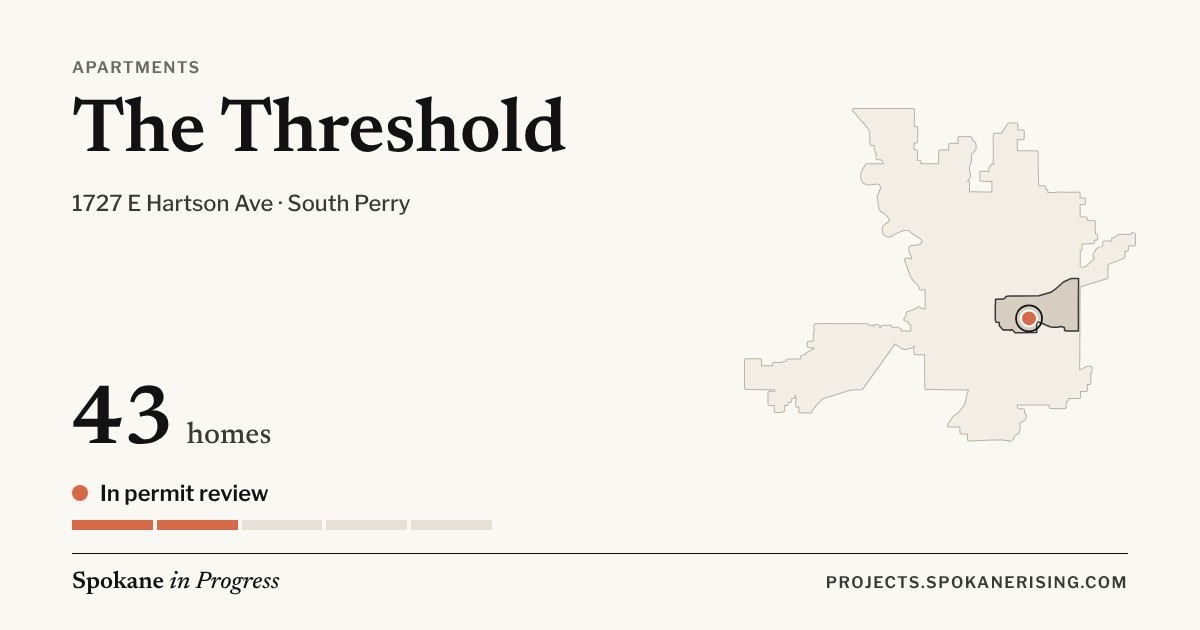 APARTMENTS
The Threshold
1727 E Hartson Ave · South Perry
43 homes
In permit review
Spokane in Progress
PROJECTS.SPOKANERISING.COM